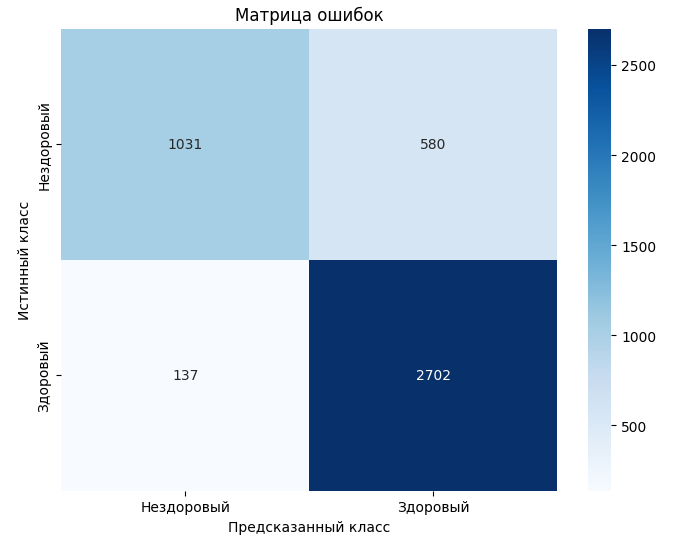 Матрица ошибок
Нездоровый
1031
580
Истинный класс
Здоровый
137
2702
Нездоровый
Здоровый
Предсказанный класс
2500
2000
1500
1000
500